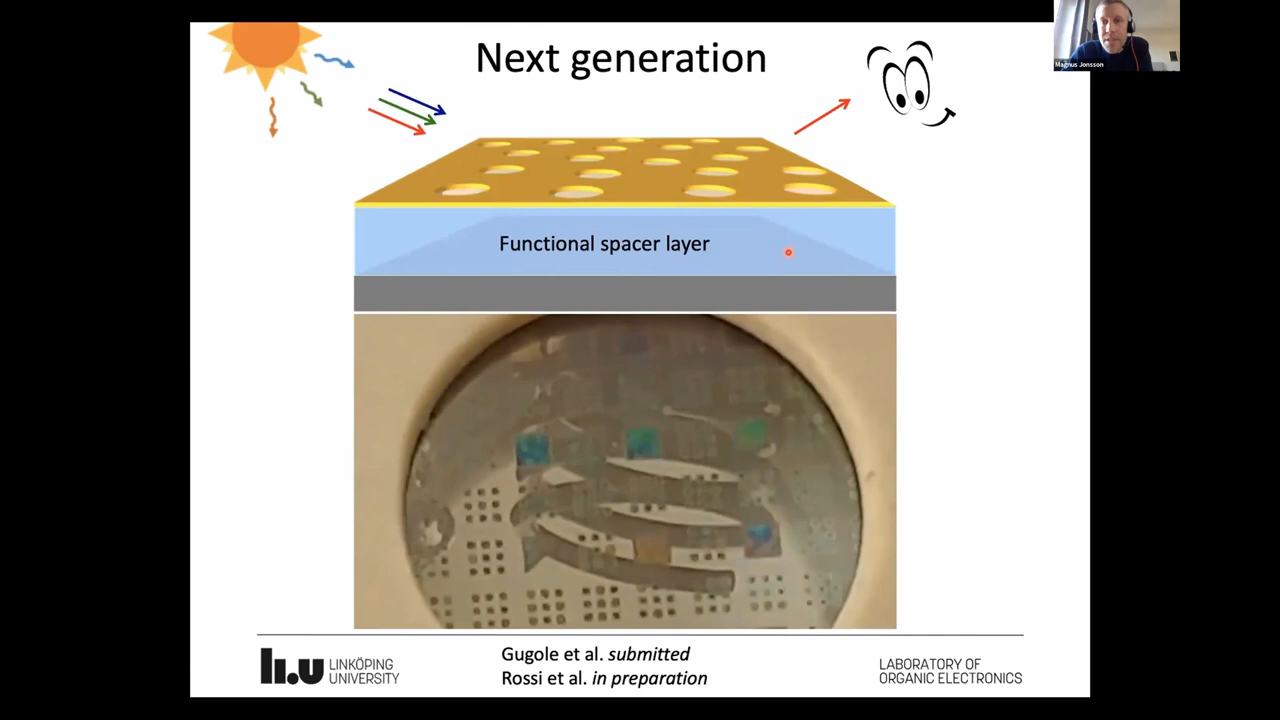 Next generation
Magnus Jonsson
Functional spacer layer
Gugole et al. submitted
Rossi et al. in preparation
li.u LINKÖPING
UNIVERSITY
LABORATORY OF
ORGANIC ELECTRONICS